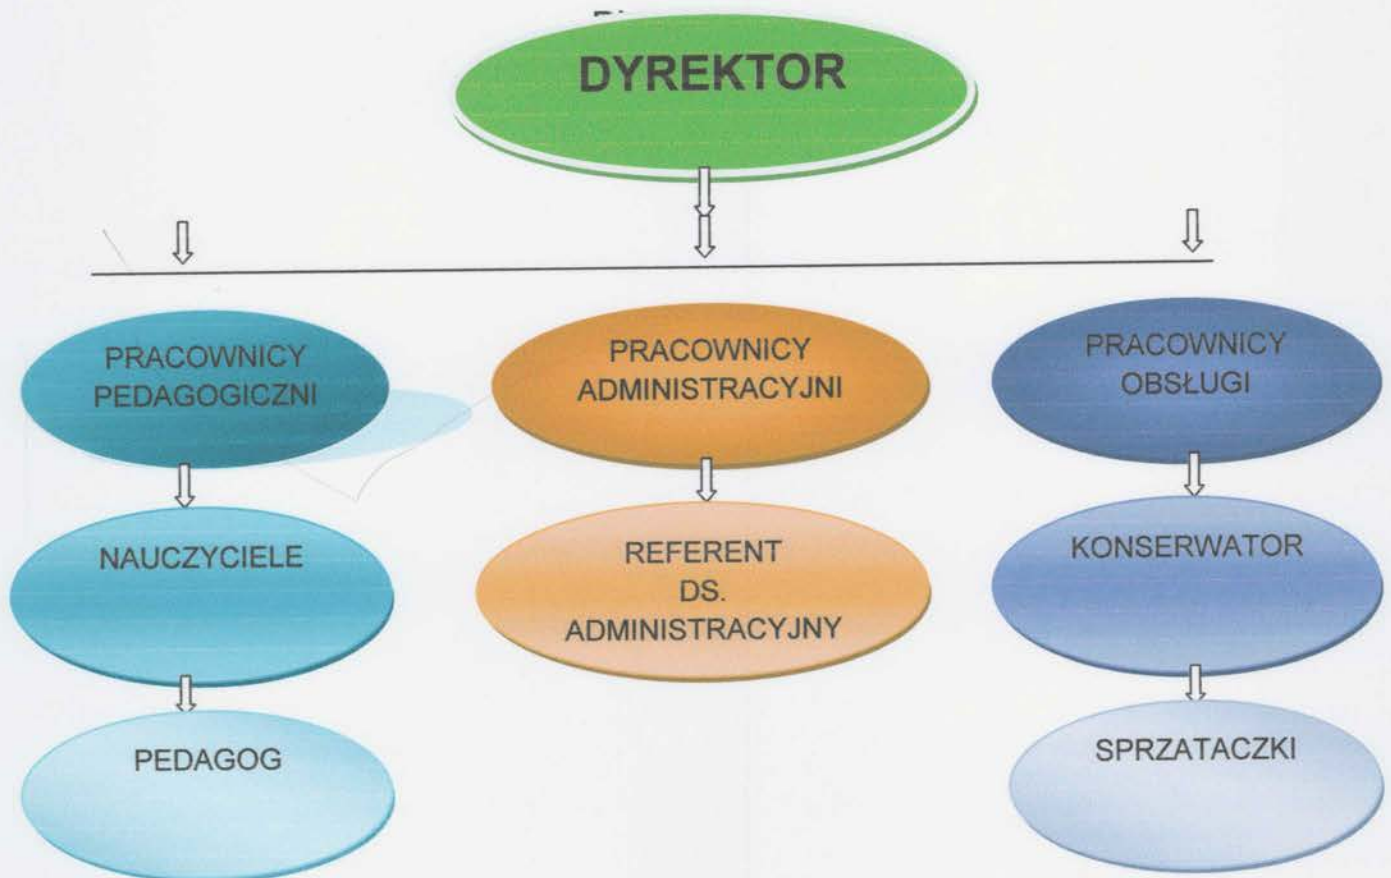 DYREKTOR
PRACOWNICY
PEDAGOGICZNI
PRACOWNICY
ADMINISTRACYJNI
PRACOWNICY
OBSŁUGI
NAUCZYCIELE
REFERENT
DS.
ADMINISTRACYJNY
KONSERWATOR
PEDAGOG
SPRZATACZKI